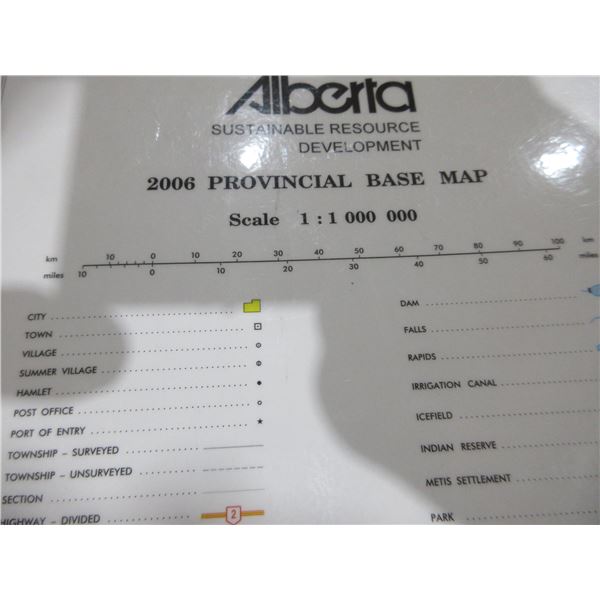 Alberta
SUSTAINABLE RESOURCE
DEVELOPMENT
2006 PROVINCIAL BASE MAP
Scale 1 : 1 000 000
km 10 0 10 20 30 40 50 60 70 80 90 100 km
miles 10 0 10 20 30 40 50 60 miles
CITY
TOWN
VILLAGE
SUMMER VILLAGE
HAMLET
POST OFFICE
PORT OF ENTRY
TOWNSHIP – SURVEYED
TOWNSHIP – UNSURVEYED
SECTION
HIGHWAY – DIVIDED 2
DAM
FALLS
RAPIDS
IRRIGATION CANAL
ICEFIELD
INDIAN RESERVE
METIS SETTLEMENT
PARK